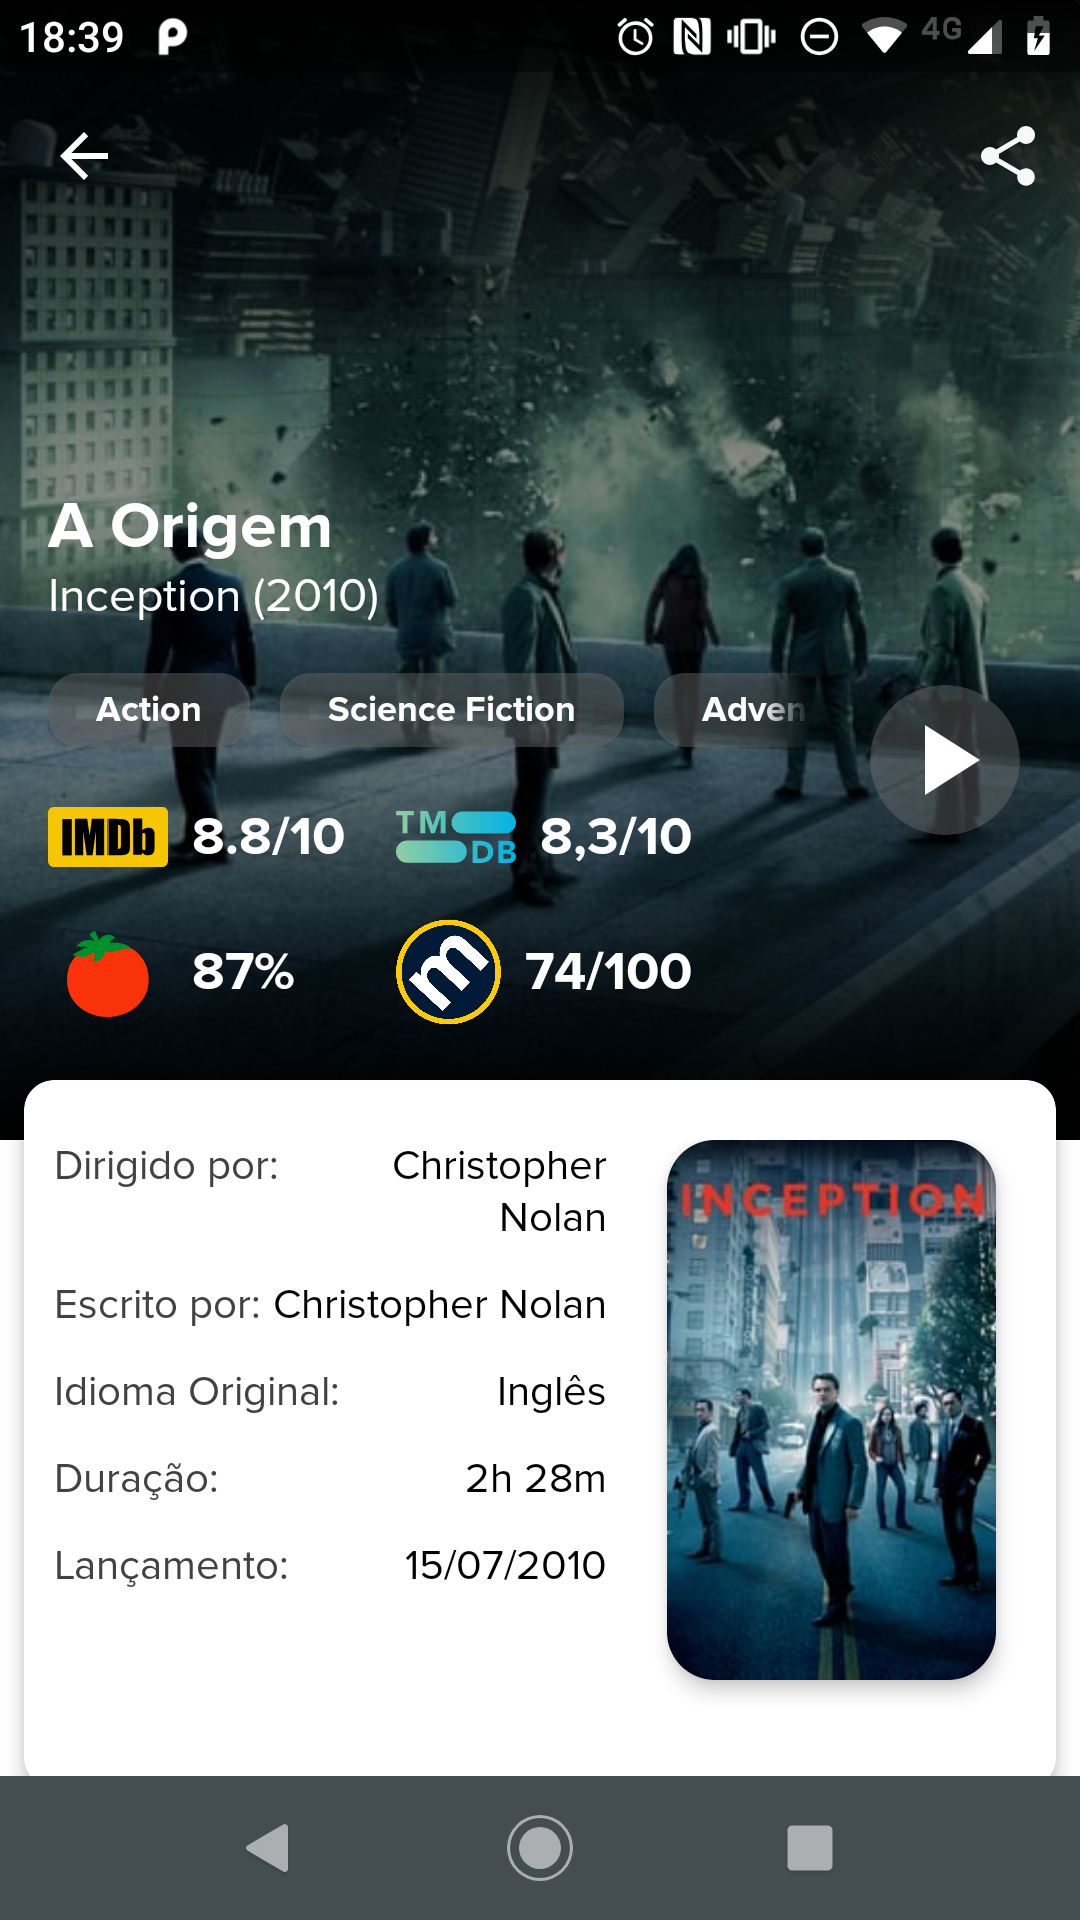 18:39
4G
A Origem
Inception (2010)
Action
Science Fiction
Adven
IMDb 8.8/10
TMDB 8,3/10
87%
m 74/100
Dirigido por: Christopher
Nolan
Escrito por: Christopher Nolan
Idioma Original: Inglês
Duração: 2h 28m
Lançamento: 15/07/2010
INCEPTION